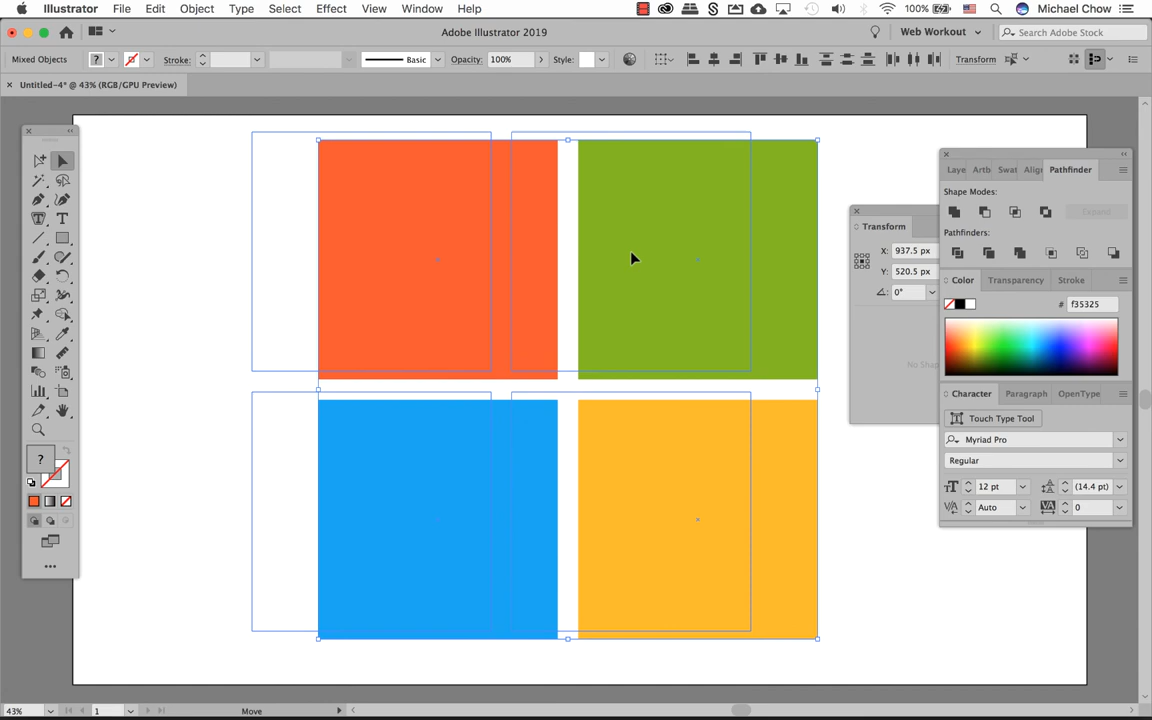 Illustrator File Edit Object Type Select Effect View Window Help 100% Michael Chow
Adobe Illustrator 2019 Web Workout Search Adobe Stock
Mixed Objects ? Stroke: Basic Opacity: 100% Style: Transform
× Untitled-4* @ 43% (RGB/GPU Preview)
Laye Artb Swat Alig Pathfinder
Shape Modes:
Expand
Pathfinders:
Transform
X: 937.5 px
Y: 520.5 px
0°
No Shap
Color Transparency Stroke
# f35325
Character Paragraph OpenType
Touch Type Tool
Myriad Pro
Regular
12 pt (14.4 pt)
Auto 0
?
43% 1 Move